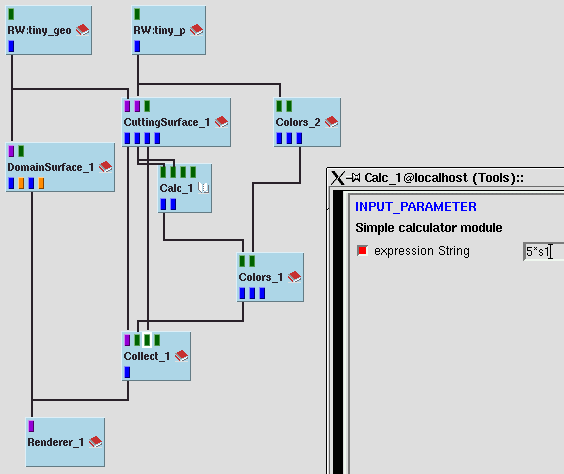 RW:tiny_geo
RW:tiny_p
CuttingSurface_1
Colors_2
DomainSurface_1
Calc_1
Calc_1@localhost (Tools)::
INPUT_PARAMETER
Simple calculator module
expression String
5*s1
Colors_1
Collect_1
Renderer_1